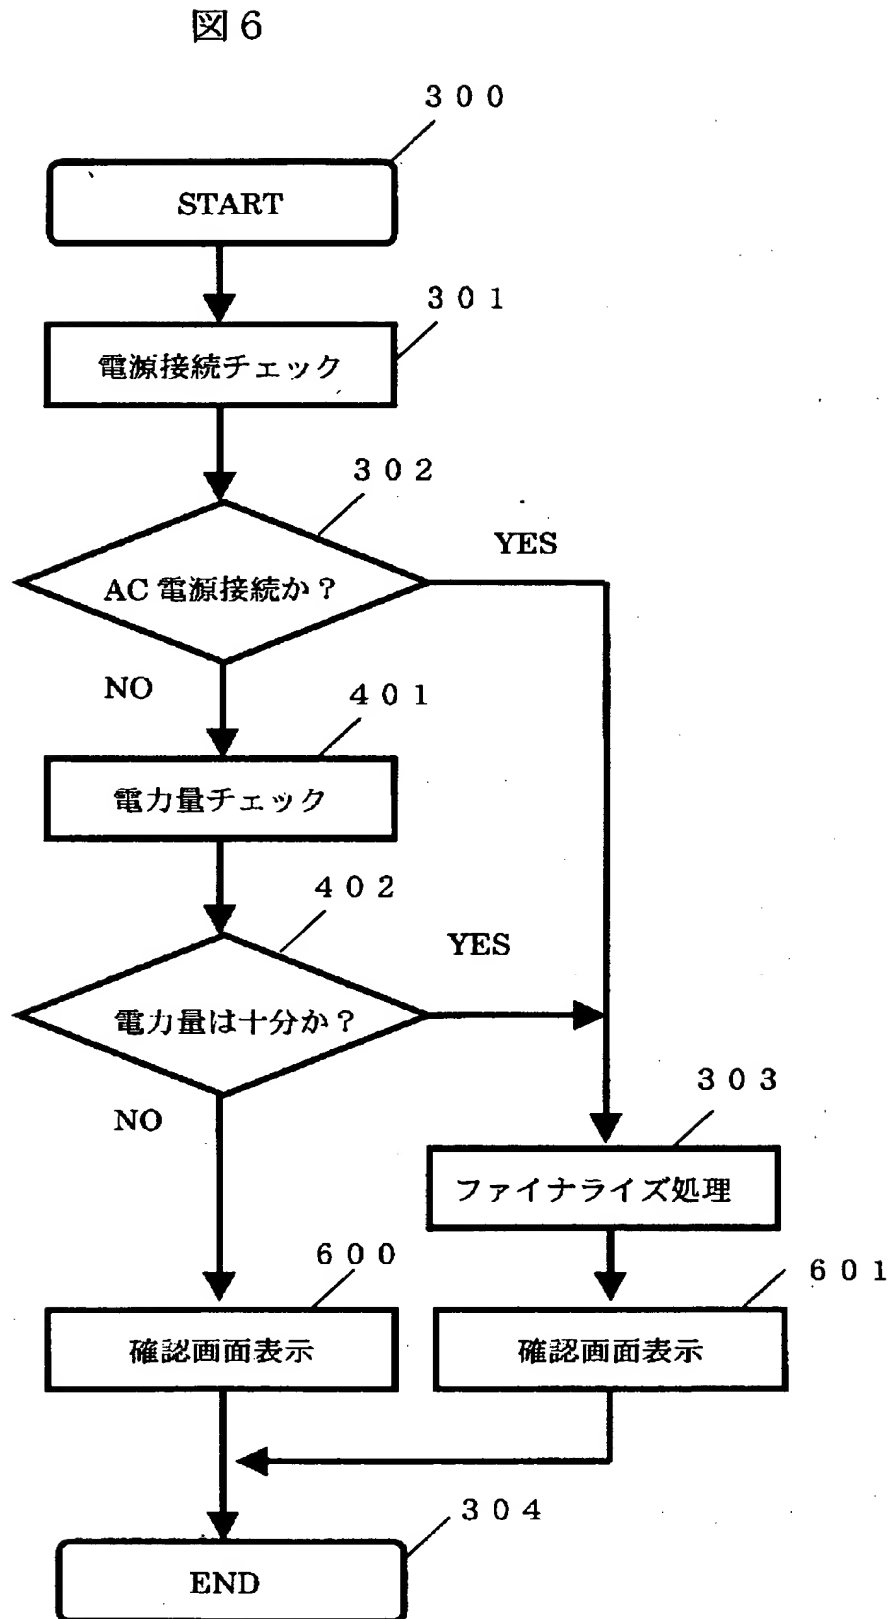 図６
３００
START
３０１
電源接続チェック
３０２
YES
AC 電源接続か？
NO
４０１
電力量チェック
４０２
YES
電力量は十分か？
NO
３０３
ファイナライズ処理
６００
６０１
確認画面表示
確認画面表示
３０４
END